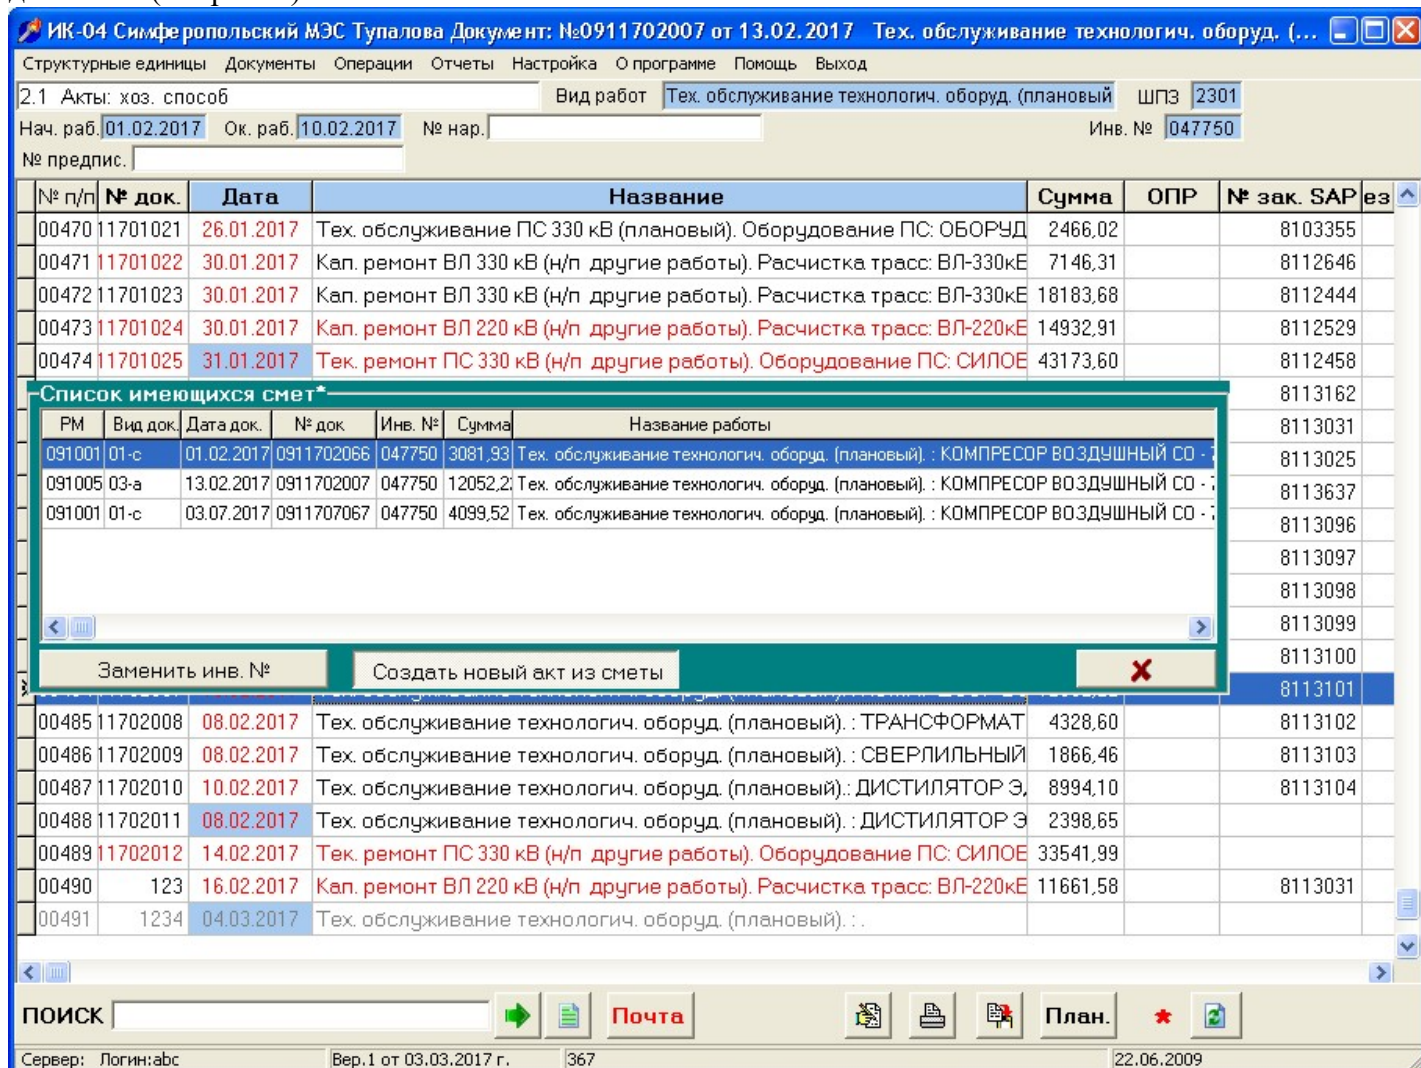 ИК-04 Симферопольский МЭС Тупалова Документ: №0911702007 от 13.02.2017 Тех. обслуживание технологич. оборуд. (...
Структурные единицы Документы Операции Отчеты Настройка О программе Помощь Выход
2.1 Акты: хоз. способ Вид работ Тех. обслуживание технологич. оборуд. (плановый ШПЗ 2301
Нач. раб. 01.02.2017 Ок. раб. 10.02.2017 № нар. Инв. № 047750
№ предпис.
№ п/п № док. Дата Название Сумма ОПР № зак. SAP ез
00470 11701021 26.01.2017 Тех. обслуживание ПС 330 кВ (плановый). Оборудование ПС: ОБОРУД 2466,02 8103355
00471 11701022 30.01.2017 Кап. ремонт ВЛ 330 кВ (н/п другие работы). Расчистка трасс: ВЛ-330кВ 7146,31 8112646
00472 11701023 30.01.2017 Кап. ремонт ВЛ 330 кВ (н/п другие работы). Расчистка трасс: ВЛ-330кВ 18183,68 8112444
00473 11701024 30.01.2017 Кап. ремонт ВЛ 220 кВ (н/п другие работы). Расчистка трасс: ВЛ-220кВ 14932,91 8112529
00474 11701025 31.01.2017 Тек. ремонт ПС 330 кВ (н/п другие работы). Оборудование ПС: СИЛОВ 43173,60 8112458
Список имеющихся смет* 8113162
РМ Вид док. Дата док. № док Инв. № Сумма Название работы 8113031
091001 01-с 01.02.2017 0911702066 047750 3081,93 Тех. обслуживание технологич. оборуд. (плановый). : КОМПРЕСОР ВОЗДУШНЫЙ СО - 7 8113025
091005 03-а 13.02.2017 0911702007 047750 12052,2 Тех. обслуживание технологич. оборуд. (плановый). : КОМПРЕСОР ВОЗДУШНЫЙ СО - 7 8113637
091001 01-с 03.07.2017 0911707067 047750 4099,52 Тех. обслуживание технологич. оборуд. (плановый). : КОМПРЕСОР ВОЗДУШНЫЙ СО - 7 8113096
8113097
8113098
8113099
Заменить инв. № Создать новый акт из сметы 8113100
8113101
00485 11702008 08.02.2017 Тех. обслуживание технологич. оборуд. (плановый). : ТРАНСФОРМАТ 4328,60 8113102
00486 11702009 08.02.2017 Тех. обслуживание технологич. оборуд. (плановый). : СВЕРЛИЛЬНЫЙ 1866,46 8113103
00487 11702010 10.02.2017 Тех. обслуживание технологич. оборуд. (плановый).: ДИСТИЛЯТОР Э, 8994,10 8113104
00488 11702011 08.02.2017 Тех. обслуживание технологич. оборуд. (плановый). : ДИСТИЛЯТОР Э 2398,65
00489 11702012 14.02.2017 Тек. ремонт ПС 330 кВ (н/п другие работы). Оборудование ПС: СИЛОВ 33541,99
00490 123 16.02.2017 Кап. ремонт ВЛ 220 кВ (н/п другие работы). Расчистка трасс: ВЛ-220кВ 11661,58 8113031
00491 1234 04.03.2017 Тех. обслуживание технологич. оборуд. (плановый). : .
ПОИСК Почта План. *
Сервер: Логин:abc Вер.1 от 03.03.2017 г. 367 22.06.2009